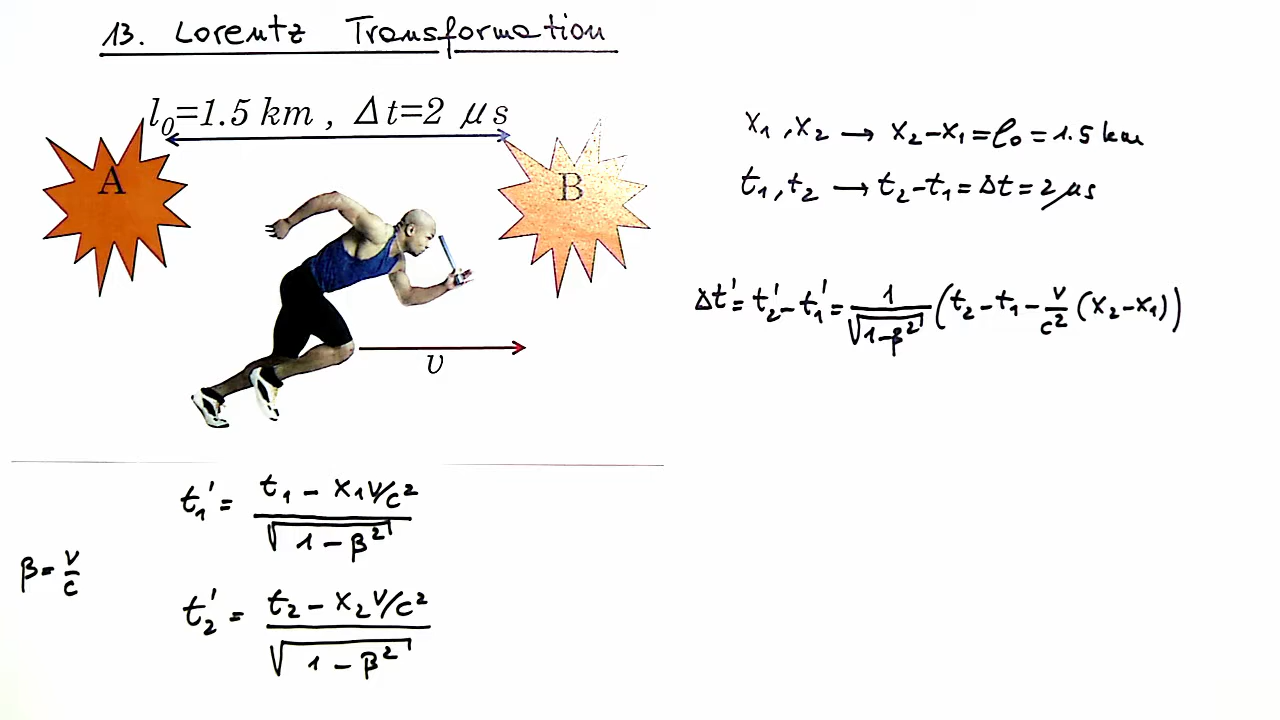 13. Lorentz Transformation
l₀=1.5 km , Δt=2 μs
A
B
v
x₁ , x₂ → x₂-x₁ = l₀ = 1.5 km
t₁ , t₂ → t₂-t₁ = Δt = 2 μs
Δt' = t₂' - t₁' = 1/√(1-β²) (t₂ - t₁ - v/c² (x₂ - x₁))
t₁' = (t₁ - x₁v/c²)/√(1-β²)
β = v/c
t₂' = (t₂ - x₂v/c²)/√(1-β²)